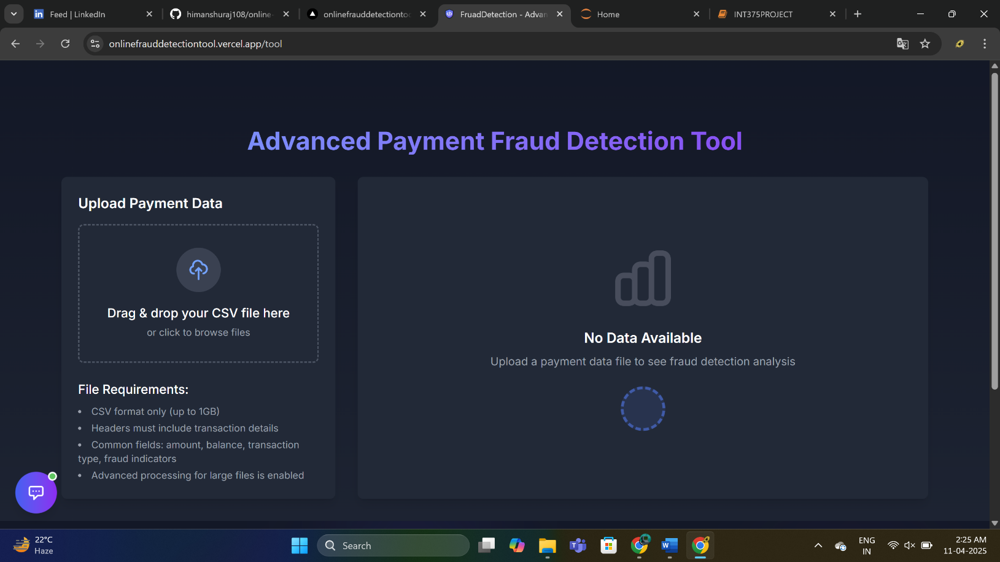 Feed | LinkedIn
himanshuraj108/online-
onlinefrauddetectiontoo
FruadDetection - Advan
Home
INT375PROJECT
onlinefrauddetectiontool.vercel.app/tool
Advanced Payment Fraud Detection Tool
Upload Payment Data
Drag & drop your CSV file here
or click to browse files
File Requirements:
• CSV format only (up to 1GB)
• Headers must include transaction details
• Common fields: amount, balance, transaction
type, fraud indicators
• Advanced processing for large files is enabled
No Data Available
Upload a payment data file to see fraud detection analysis
22°C
Haze
Search
ENG
IN
2:25 AM
11-04-2025